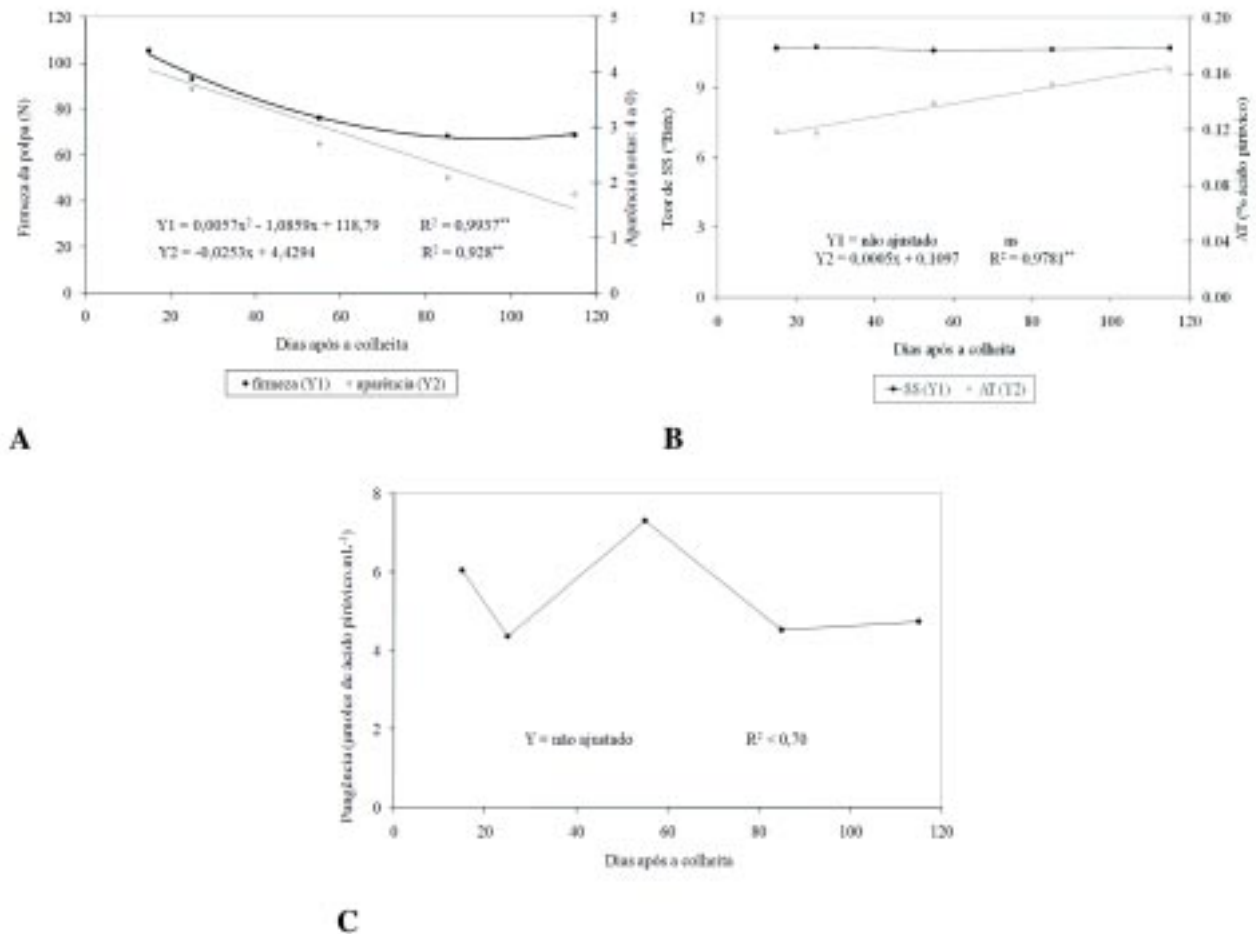 Firmeza da polpa (N)
120
100
80
60
40
20
0
Y1 = 0,0057x² - 1,0859x + 118,79 R² = 0,9937**
Y2 = -0,0253x + 4,4294 R² = 0,928**
5
4
3
2
1
0
Aparência (notas: 4 a 0)
0 20 40 60 80 100 120
Dias após a colheita
firmeza (Y1) aparência (Y2)
A
Teor de SS (°Brix)
12
9
6
3
0
Y1 = não ajustado ns
Y2 = 0,0005x + 0,1097 R² = 0,9781**
0.20
0.16
0.12
0.08
0.04
0.00
AT (% ácido pirúvico)
0 20 40 60 80 100 120
Dias após a colheita
SS (Y1) AT (Y2)
B
Pungência (µmoles de ácido pirúvico.mL⁻¹)
8
6
4
2
0
Y = não ajustado R² < 0,70
0 20 40 60 80 100 120
Dias após a colheita
C